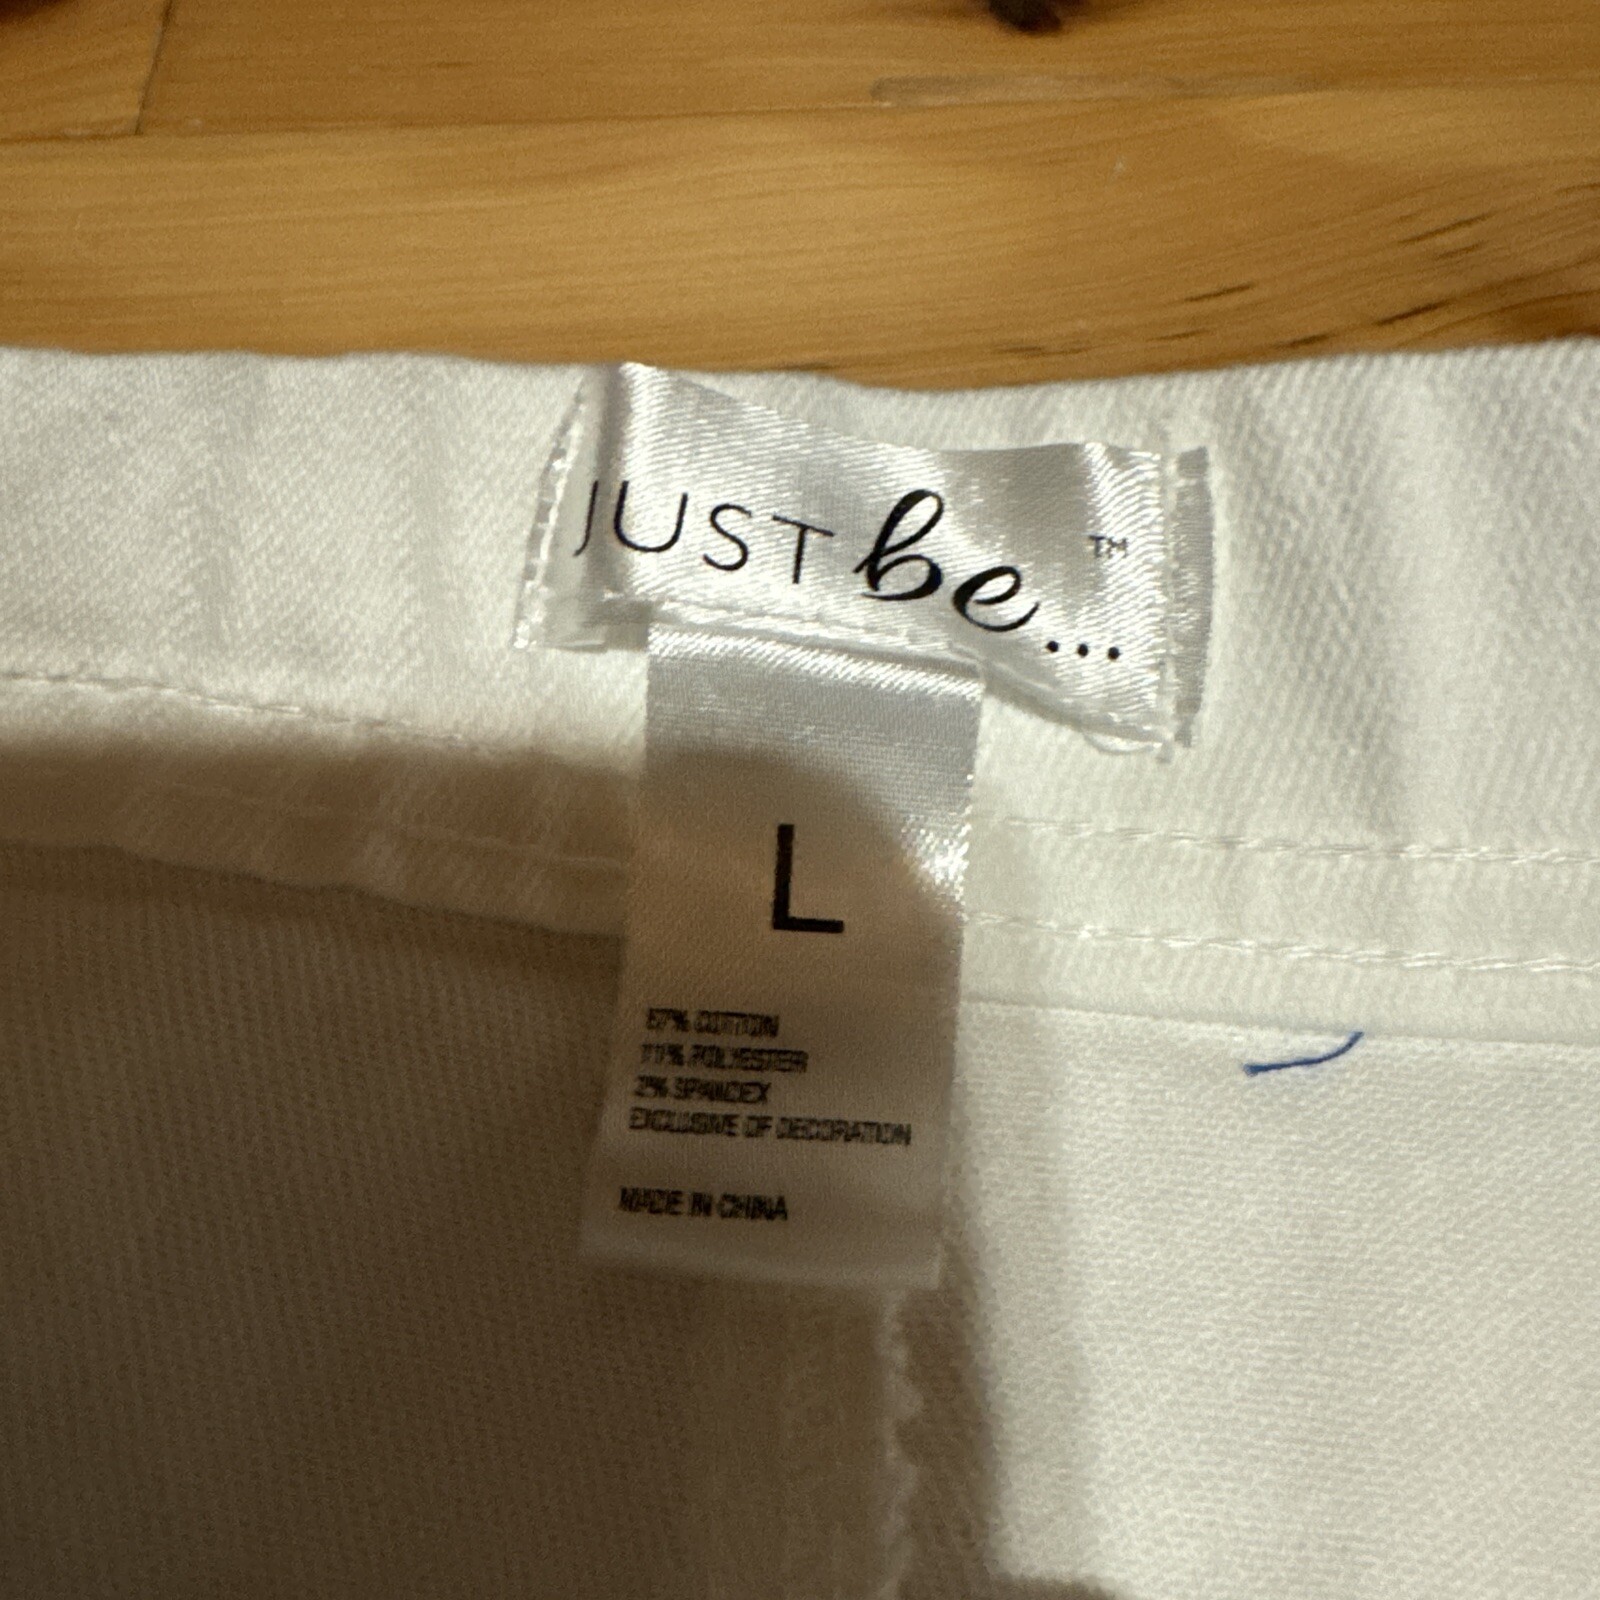 JUST be... ™
L
87% COTTON
11% POLYESTER
2% SPANDEX
EXCLUSIVE OF DECORATION
MADE IN CHINA